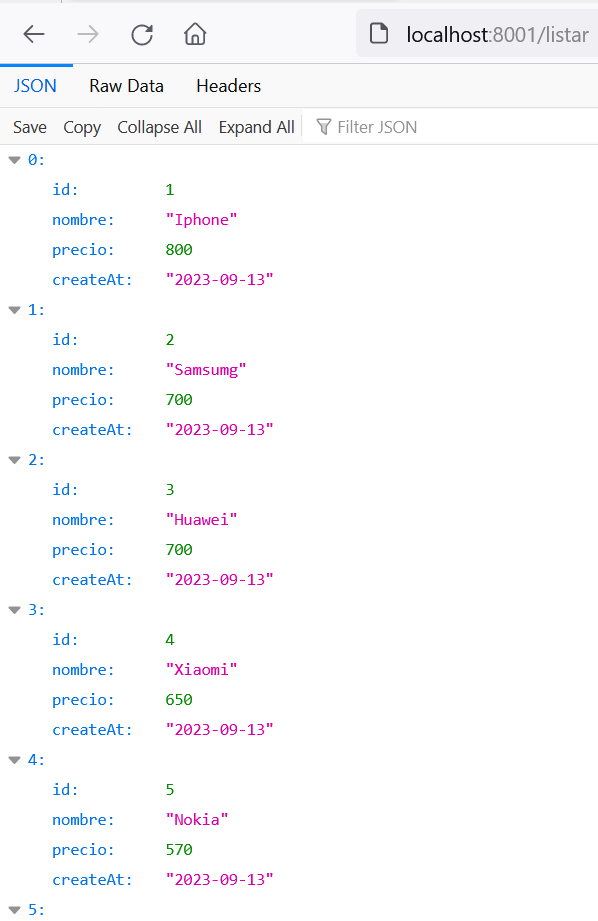 localhost:8001/listar
JSON Raw Data Headers
Save Copy Collapse All Expand All Filter JSON
0:
id: 1
nombre: "Iphone"
precio: 800
createAt: "2023-09-13"
1:
id: 2
nombre: "Samsumg"
precio: 700
createAt: "2023-09-13"
2:
id: 3
nombre: "Huawei"
precio: 700
createAt: "2023-09-13"
3:
id: 4
nombre: "Xiaomi"
precio: 650
createAt: "2023-09-13"
4:
id: 5
nombre: "Nokia"
precio: 570
createAt: "2023-09-13"
5: